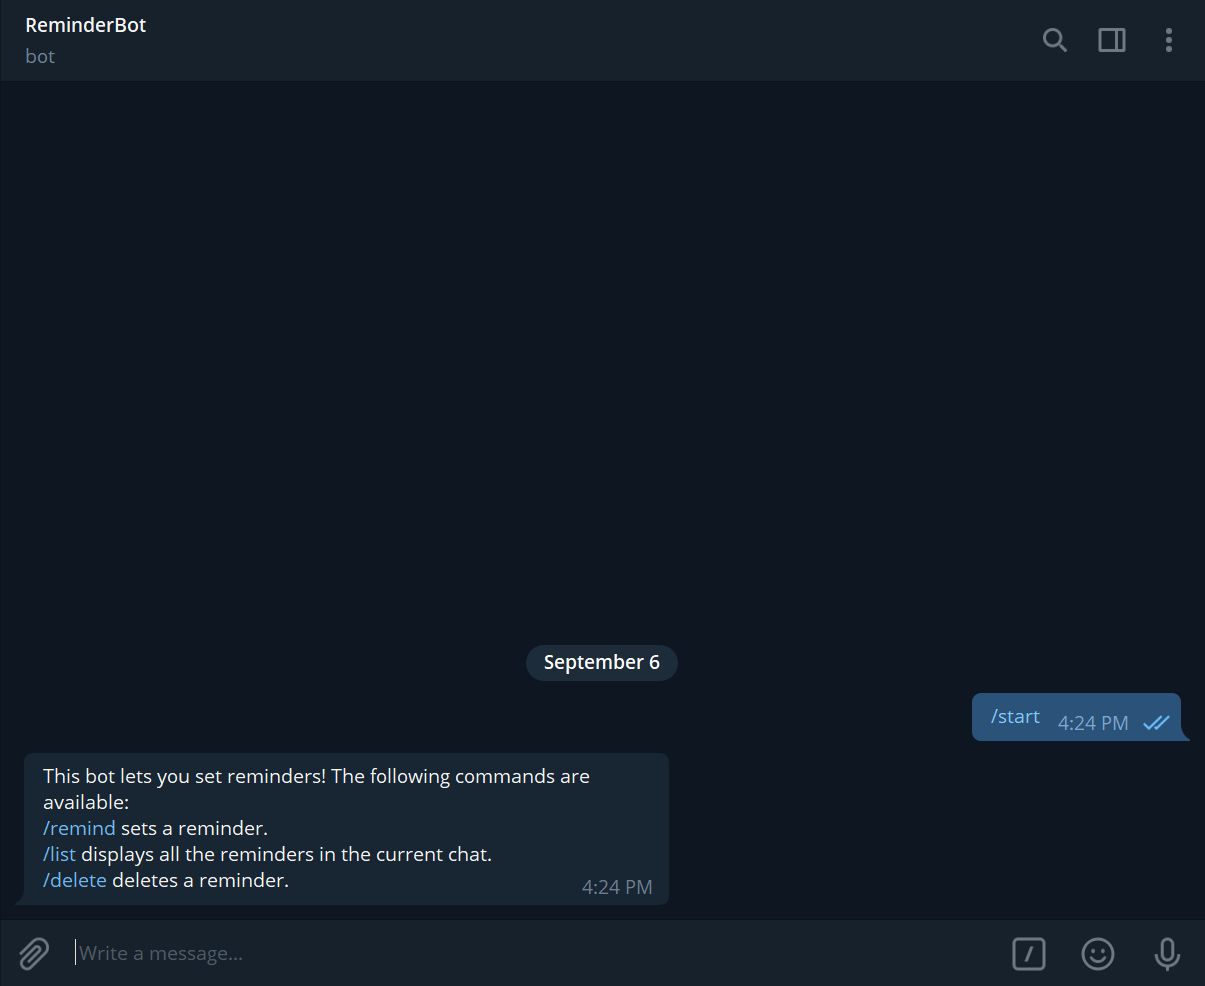 ReminderBot
bot
September 6
/start 4:24 PM
This bot lets you set reminders! The following commands are
available:
/remind sets a reminder.
/list displays all the reminders in the current chat.
/delete deletes a reminder.
4:24 PM
Write a message...